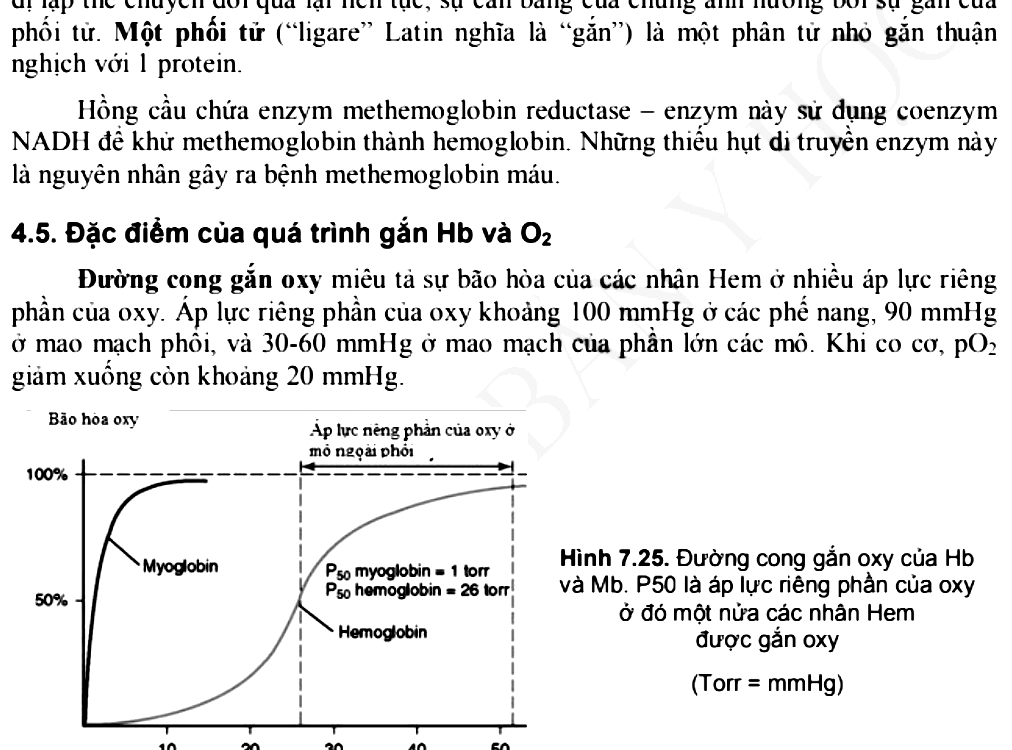 phối tử. Một phối tử (“ligare” Latin nghĩa là “gắn”) là một phân tử nhỏ gắn thuận
nghịch với 1 protein.
Hồng cầu chứa enzym methemoglobin reductase – enzym này sử dụng coenzym
NADH để khử methemoglobin thành hemoglobin. Những thiếu hụt di truyền enzym này
là nguyên nhân gây ra bệnh methemoglobin máu.
4.5. Đặc điểm của quá trình gắn Hb và O₂
Đường cong gắn oxy miêu tả sự bão hòa của các nhân Hem ở nhiều áp lực riêng
phần của oxy. Áp lực riêng phần của oxy khoảng 100 mmHg ở các phế nang, 90 mmHg
ở mao mạch phổi, và 30-60 mmHg ở mao mạch của phần lớn các mô. Khi co cơ, pO₂
giảm xuống còn khoảng 20 mmHg.
Bão hòa oxy
Áp lực riêng phần của oxy ở
mô ngoài phổi
100%
Myoglobin
P₅₀ myoglobin = 1 torr
P₅₀ hemoglobin = 26 torr
50%
Hemoglobin
10 20 30 40 50
Hình 7.25. Đường cong gắn oxy của Hb
và Mb. P50 là áp lực riêng phần của oxy
ở đó một nửa các nhân Hem
được gắn oxy
(Torr = mmHg)
BẢN Y HỌC